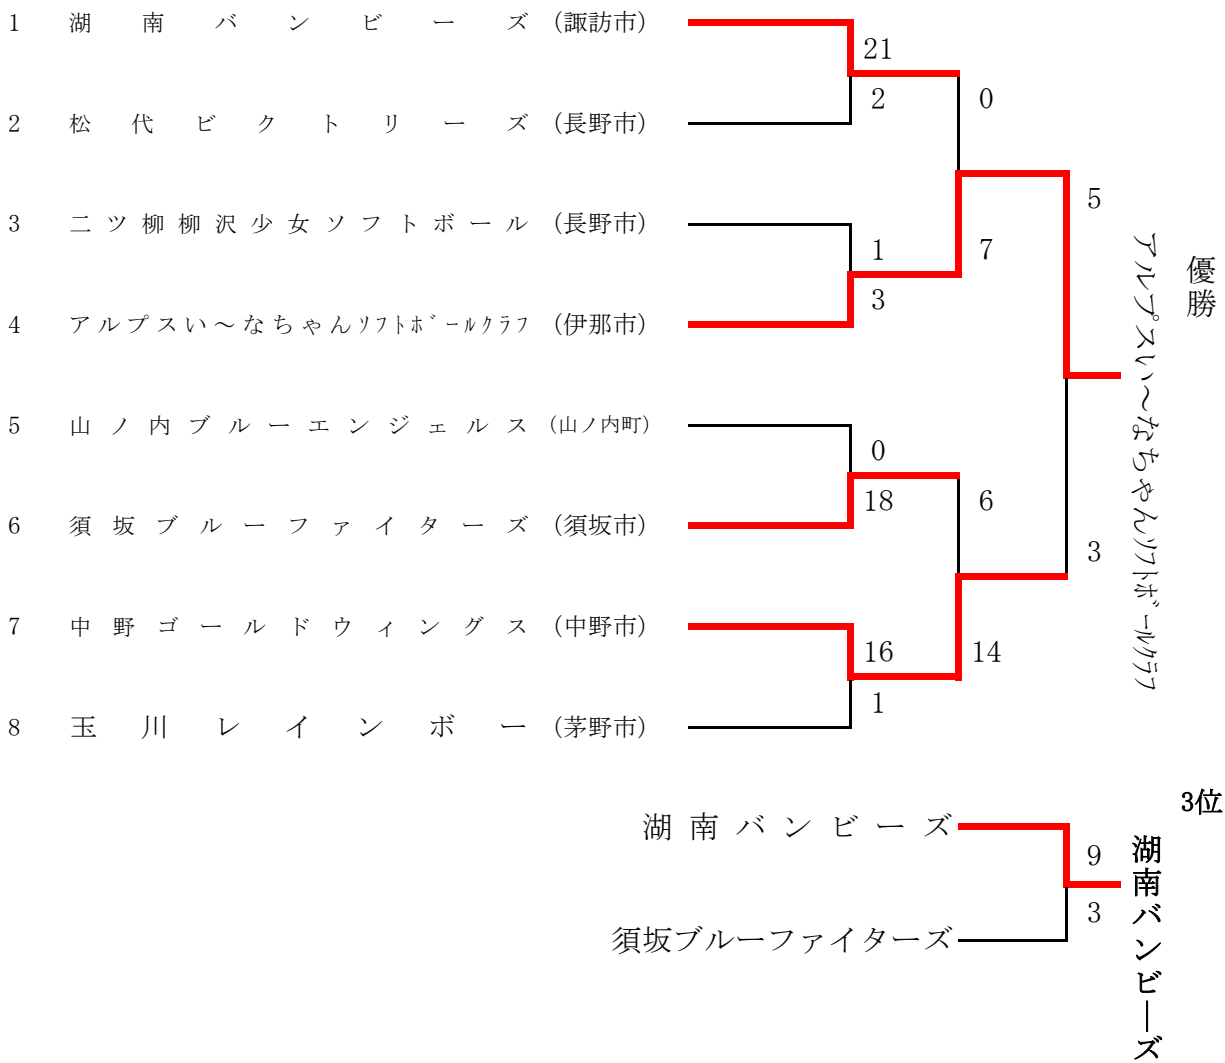 1 湖南バンビーズ (諏訪市)
21
2
0
2 松代ビクトリーズ (長野市)
5
3 二ツ柳柳沢少女ソフトボール (長野市)
1
3
7
4 アルプスい～なちゃんｿﾌﾄﾎﾞｰﾙｸﾗﾌ (伊那市)
優勝
アルプスい～なちゃんｿﾌﾄﾎﾞｰﾙｸﾗﾌ
5 山ノ内ブルーエンジェルス (山ノ内町)
0
18
6
6 須坂ブルーファイターズ (須坂市)
3
7 中野ゴールドウィングス (中野市)
16
1
14
8 玉川レインボー (茅野市)
3位
湖南バンビーズ
9
3
須坂ブルーファイターズ
湖南バンビーズ